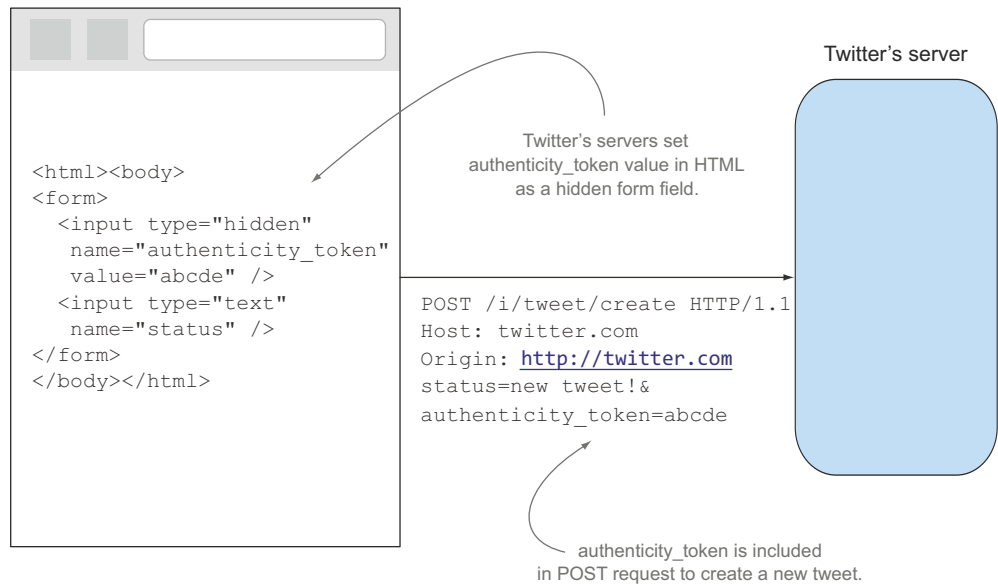 Twitter's server
Twitter's servers set
authenticity_token value in HTML
as a hidden form field.
<html><body>
<form>
<input type="hidden"
name="authenticity_token"
value="abcde" />
<input type="text"
name="status" />
</form>
</body></html>
POST /i/tweet/create HTTP/1.1
Host: twitter.com
Origin: http://twitter.com
status=new tweet!&
authenticity_token=abcde
authenticity_token is included
in POST request to create a new tweet.